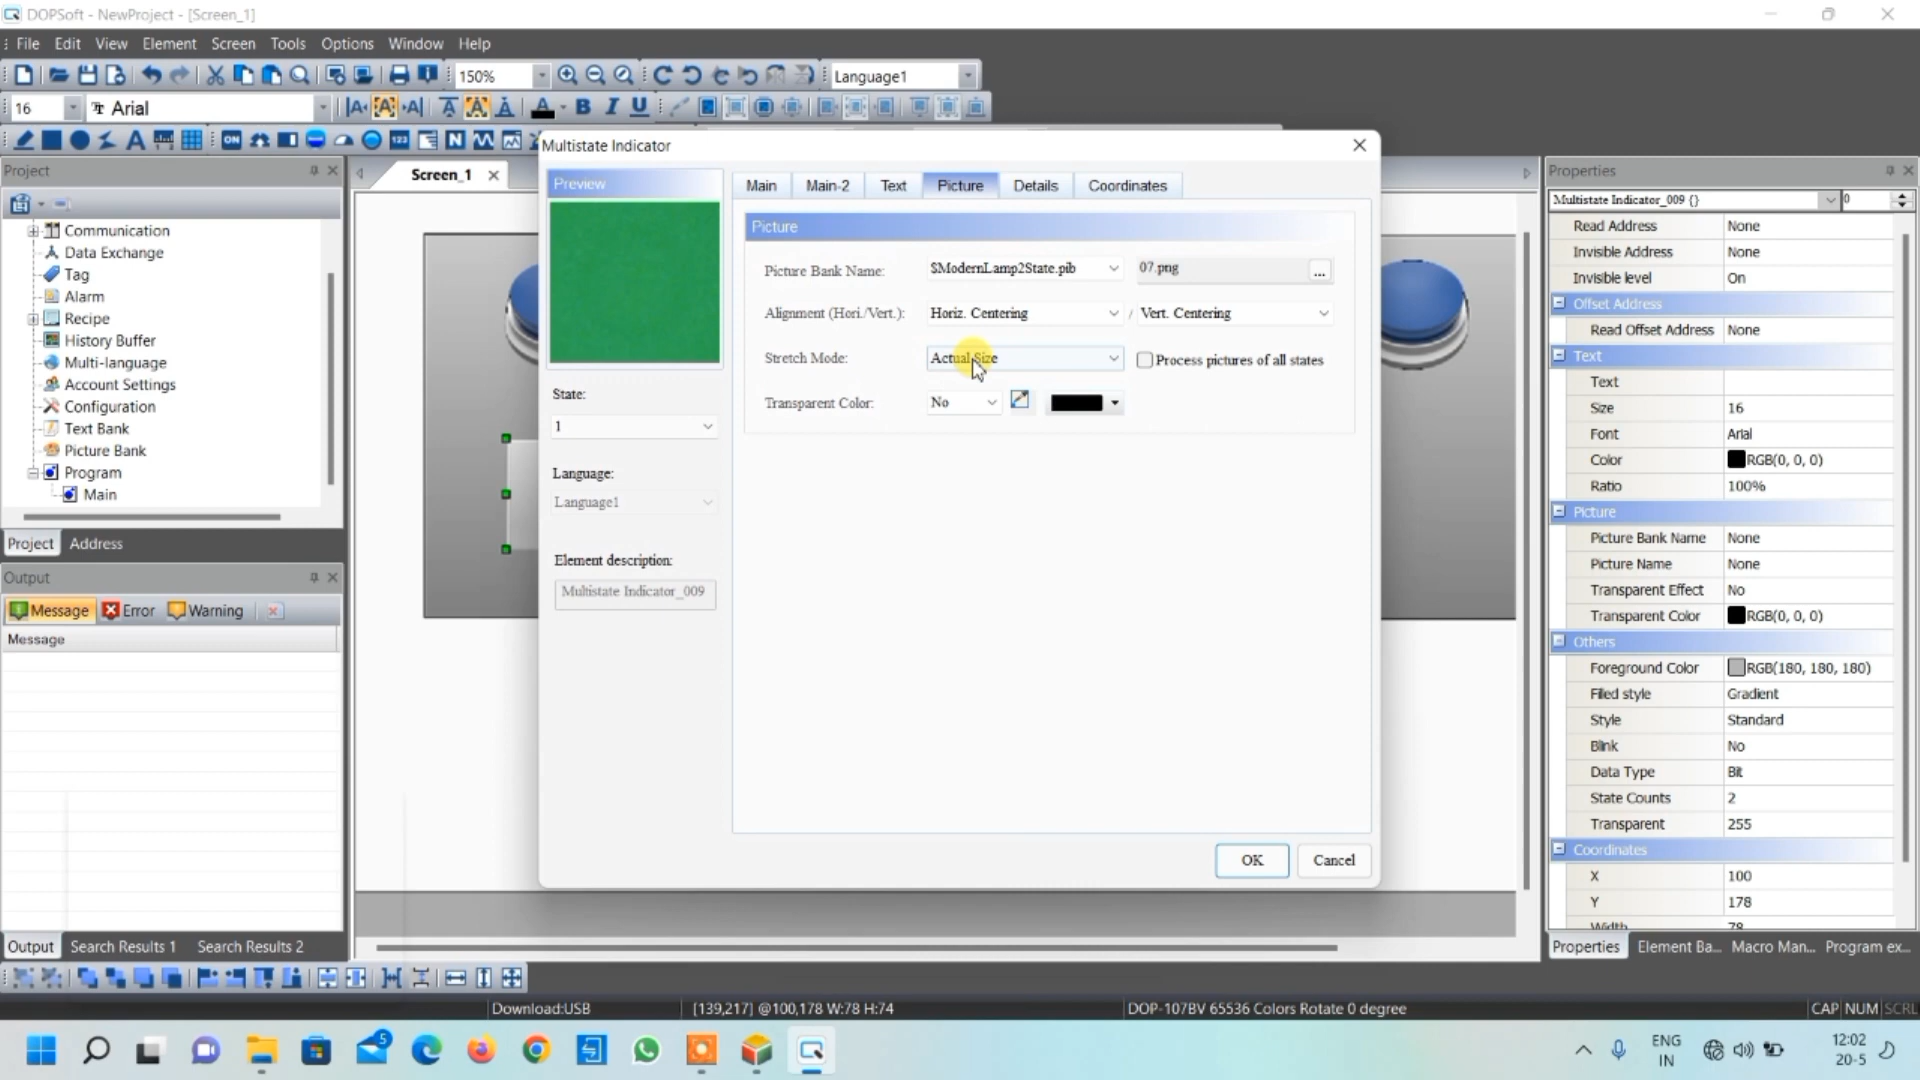 DOPSoft - NewProject - [Screen_1]
File Edit View Element Screen Tools Options Window Help
150% Language1
16 Arial
Project
Communication
Data Exchange
Tag
Alarm
Recipe
History Buffer
Multi-language
Account Settings
Configuration
Text Bank
Picture Bank
Program
Main
Project Address
Output
Message Error Warning
Message
Output Search Results 1 Search Results 2
Screen_1
Multistate Indicator
Preview
Main Main-2 Text Picture Details Coordinates
Picture
Picture Bank Name: $ModernLamp2State.pib 07.png ...
Alignment (Hori./Vert.): Horiz. Centering / Vert. Centering
Stretch Mode: Actual Size Process pictures of all states
Transparent Color: No
State:
1
Language:
Language1
Element description:
Multistate Indicator_009
OK Cancel
Properties
Multistate Indicator_009 {} 0
Read Address None
Invisible Address None
Invisible level On
Offset Address
Read Offset Address None
Text
Text
Size 16
Font Arial
Color RGB(0, 0, 0)
Ratio 100%
Picture
Picture Bank Name None
Picture Name None
Transparent Effect No
Transparent Color RGB(0, 0, 0)
Others
Foreground Color RGB(180, 180, 180)
Filled style Gradient
Style Standard
Blink No
Data Type Bit
State Counts 2
Transparent 255
Coordinates
X 100
Y 178
Width 78
Properties Element Ba... Macro Man... Program ex...
Download:USB [139,217] @100,178 W:78 H:74 DOP-107BV 65536 Colors Rotate 0 degree CAP NUM SCRL
5
ENG
IN
12:02
20-5